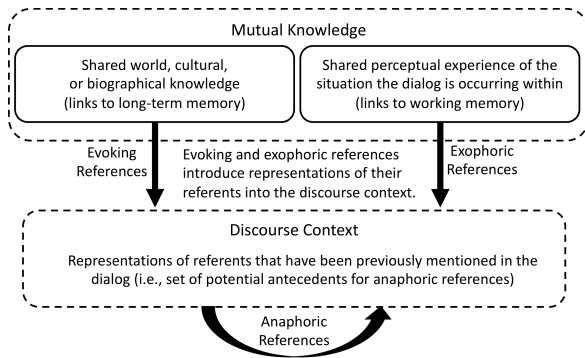 Mutual Knowledge
Shared world, cultural,
or biographical knowledge
(links to long-term memory)
Shared perceptual experience of the
situation the dialog is occurring within
(links to working memory)
Evoking
References
Evoking and exophoric references
introduce representations of their
referents into the discourse context.
Exophoric
References
Discourse Context
Representations of referents that have been previously mentioned in the
dialog (i.e., set of potential antecedents for anaphoric references)
Anaphoric
References